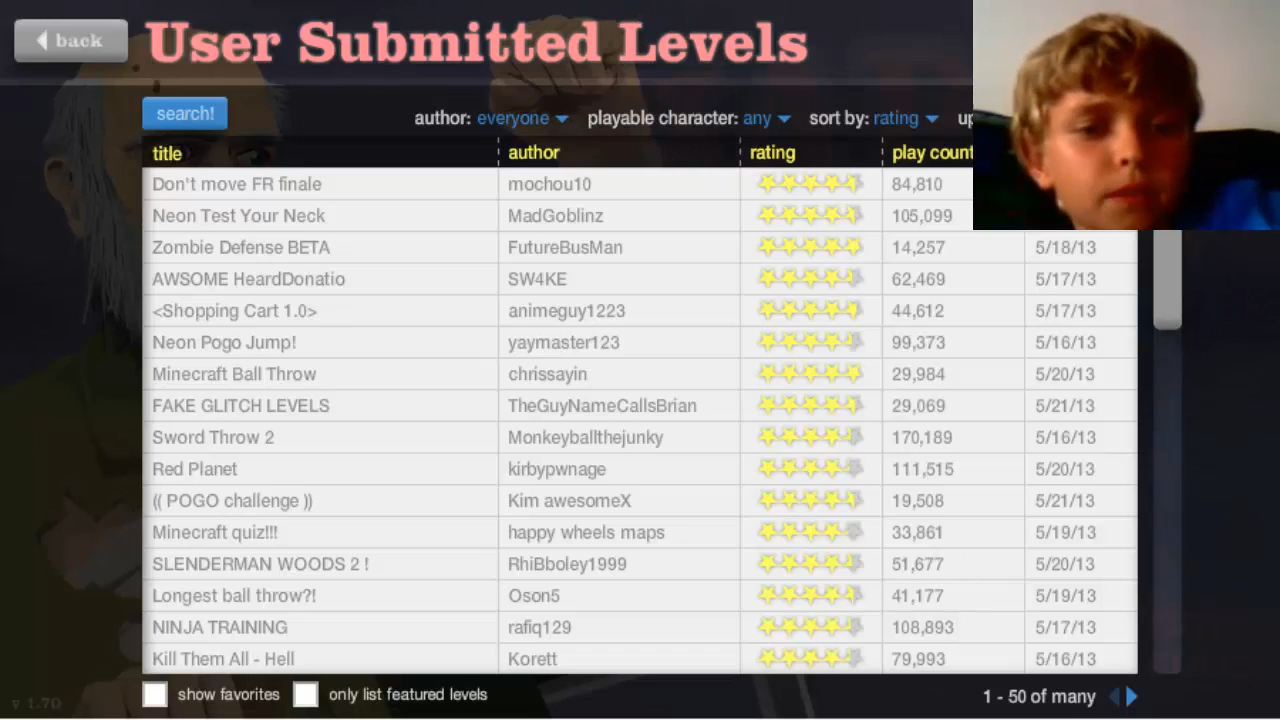 back
User Submitted Levels
search!
author: everyone playable character: any sort by: rating up
title author rating play count
Don't move FR finale mochou10 84,810
Neon Test Your Neck MadGoblinz 105,099
Zombie Defense BETA FutureBusMan 14,257 5/18/13
AWSOME HeardDonatio SW4KE 62,469 5/17/13
<Shopping Cart 1.0> animeguy1223 44,612 5/17/13
Neon Pogo Jump! yaymaster123 99,373 5/16/13
Minecraft Ball Throw chrissayin 29,984 5/20/13
FAKE GLITCH LEVELS TheGuyNameCallsBrian 29,069 5/21/13
Sword Throw 2 Monkeyballthejunky 170,189 5/16/13
Red Planet kirbypwnage 111,515 5/20/13
(( POGO challenge )) Kim awesomeX 19,508 5/21/13
Minecraft quiz!!! happy wheels maps 33,861 5/19/13
SLENDERMAN WOODS 2 ! RhiBboley1999 51,677 5/20/13
Longest ball throw?! Oson5 41,177 5/19/13
NINJA TRAINING rafiq129 108,893 5/17/13
Kill Them All - Hell Korett 79,993 5/16/13
show favorites only list featured levels 1 - 50 of many
v 1.70